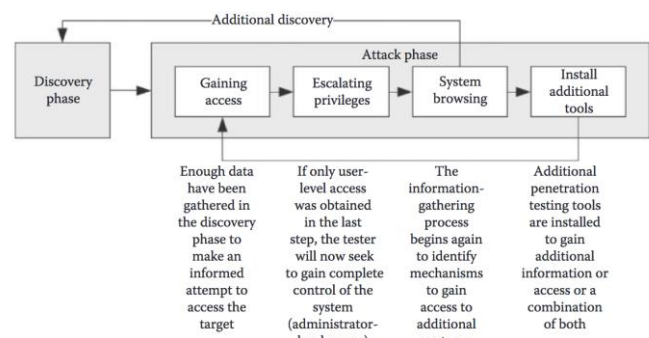 Additional discovery
Attack phase
Discovery
phase
Gaining
access
Escalating
privileges
System
browsing
Install
additional
tools
Enough data
have been
gathered in
the discovery
phase to
make an
informed
attempt to
access the
target
If only user-
level access
was obtained
in the last
step, the tester
will now seek
to gain complete
control of the
system
(administrator-
The
information-
gathering
process
begins again
to identify
mechanisms
to gain
access to
additional
Additional
penetration
testing tools
are installed
to gain
additional
information or
access or a
combination
of both